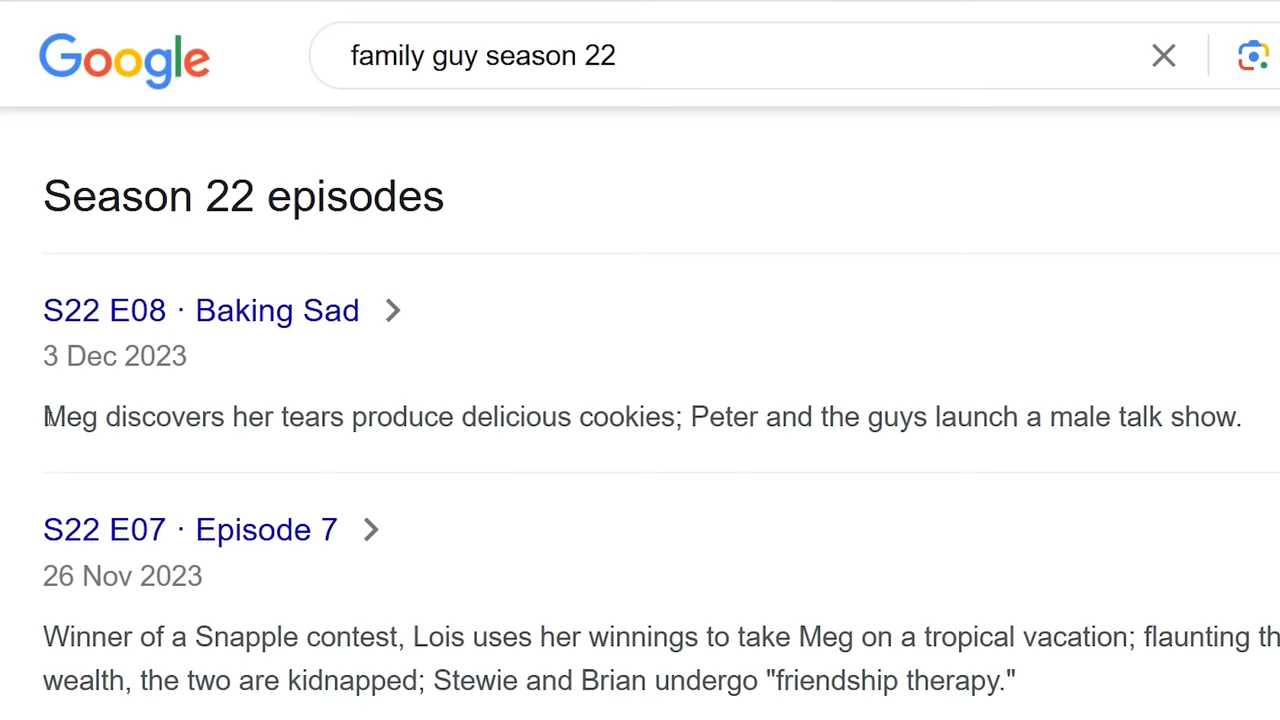 Google
family guy season 22
Season 22 episodes
S22 E08 · Baking Sad
3 Dec 2023
Meg discovers her tears produce delicious cookies; Peter and the guys launch a male talk show.
S22 E07 · Episode 7
26 Nov 2023
Winner of a Snapple contest, Lois uses her winnings to take Meg on a tropical vacation; flaunting
wealth, the two are kidnapped; Stewie and Brian undergo "friendship therapy."